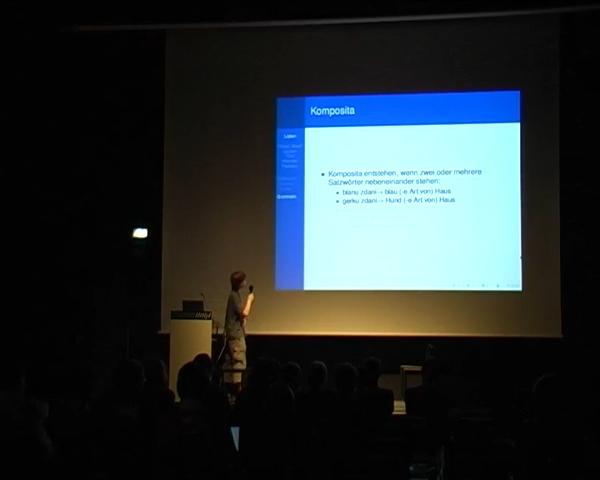 Komposita
Komposita entstehen, wenn zwei oder mehrere
Satzwörter nebeneinander stehen:
blanu zdani → blau (-e Art von) Haus
gerku zdani → Hund (-e Art von) Haus